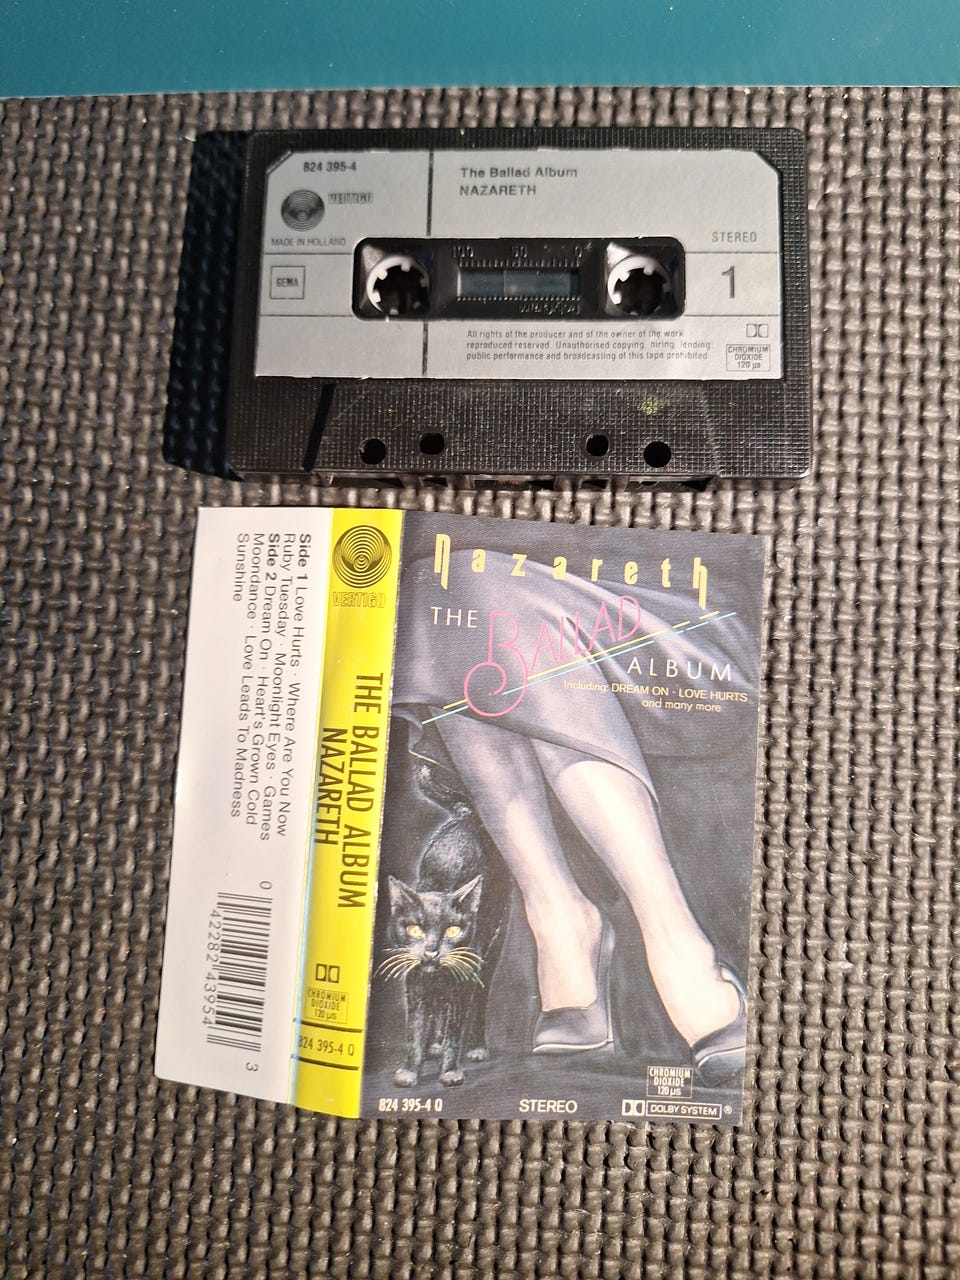 824 395-4
VERTIGO
MADE IN HOLLAND
GEMA
The Ballad Album
NAZARETH
STEREO
1
100 50 0
All rights of the producer and of the owner of the work
reproduced reserved. Unauthorised copying, hiring, lending
public performance and broadcasting of this tape prohibited
CHROMIUM
DIOXIDE
120 µs
Side 1 Love Hurts · Where Are You Now
Ruby Tuesday · Moonlight Eyes · Games
Side 2 Dream On · Heart's Grown Cold
Moondance · Love Leads To Madness
Sunshine
0 42282 43954 3
VERTIGO
THE BALLAD ALBUM
NAZARETH
CHROMIUM
DIOXIDE
120 µs
824 395-4 Q
nazareth
THE BALLAD ALBUM
Including: DREAM ON · LOVE HURTS
and many more
CHROMIUM
DIOXIDE
120 µs
824 395-4 Q
STEREO
DOLBY SYSTEM ®